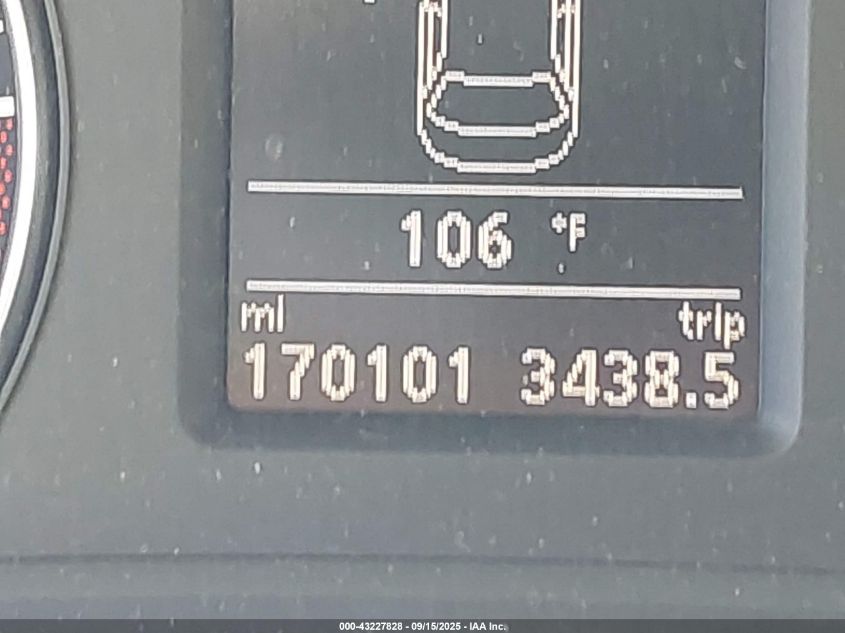 106 °F
mi trip
170101 3438.5
000-43227828 - 09/15/2025 - IAA Inc.